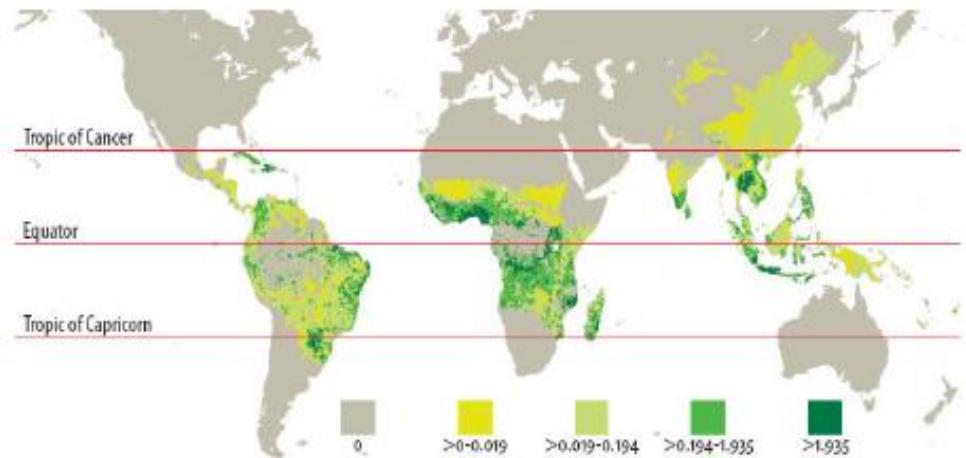 Tropic of Cancer
Equator
Tropic of Capricorn
0
>0-0.019
>0.019-0.194
>0.194-1.935
>1.935